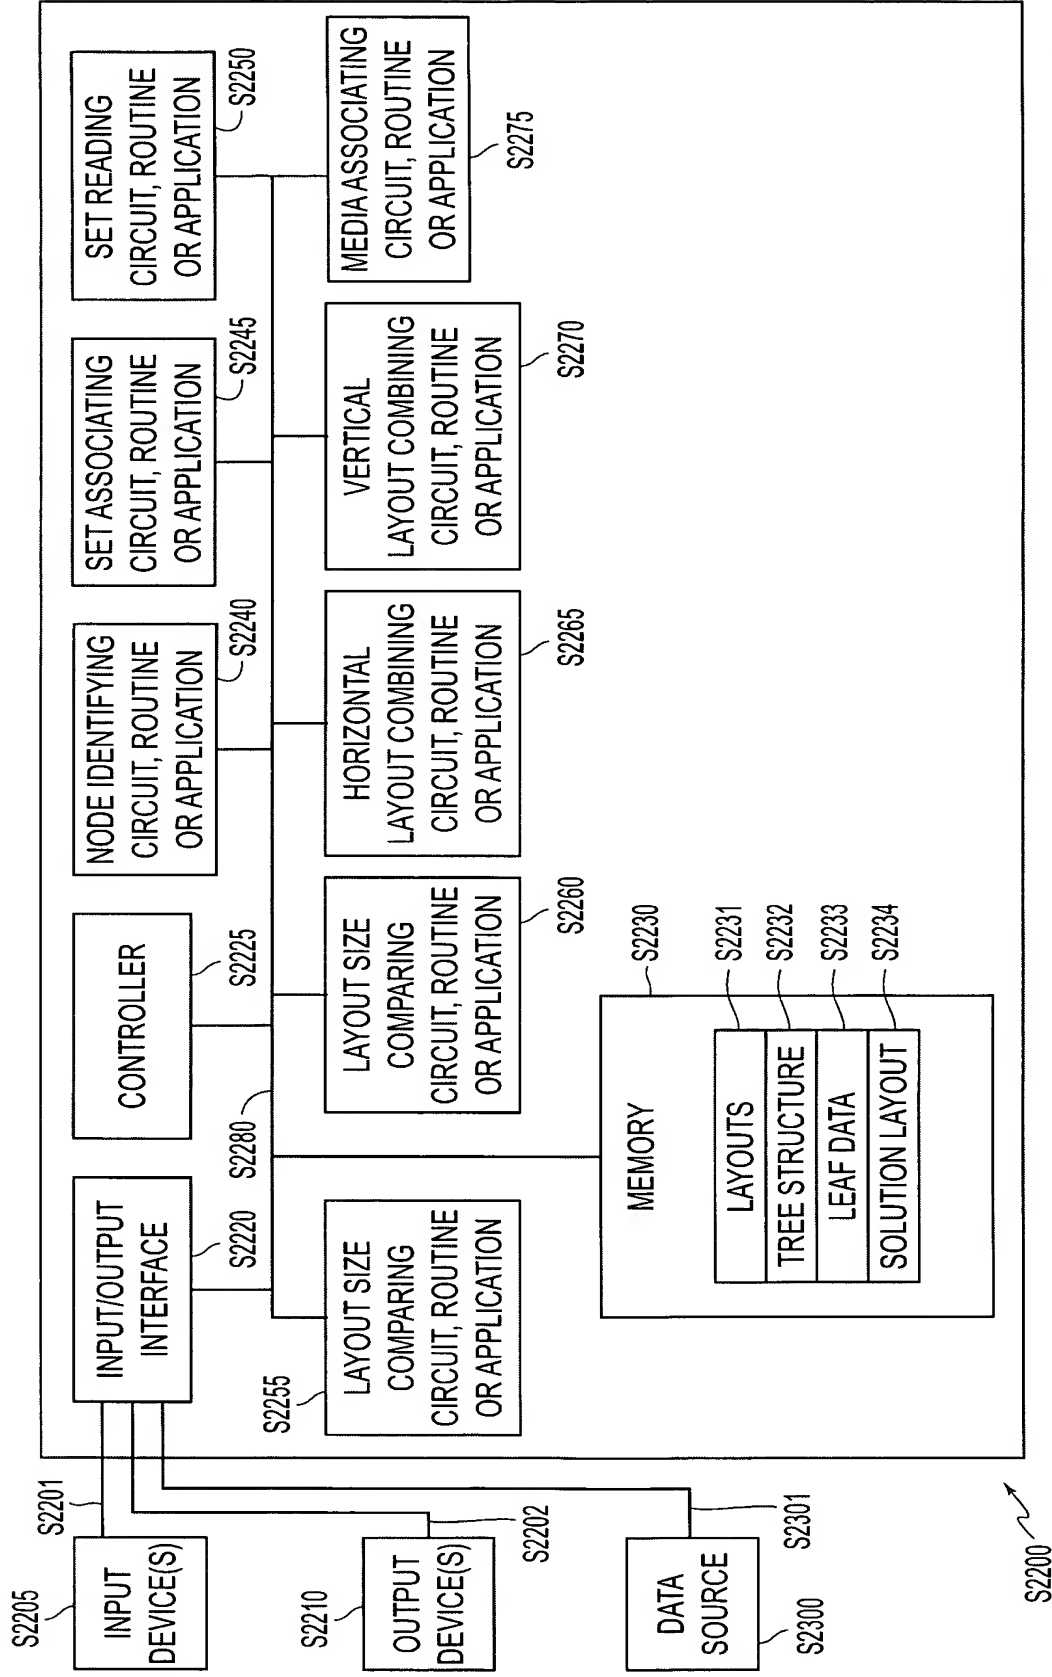 S2205
INPUT
DEVICE(S)
S2201
S2210
OUTPUT
DEVICE(S)
S2202
DATA
SOURCE
S2300
S2301
S2200
INPUT/OUTPUT
INTERFACE
S2220
CONTROLLER
S2225
NODE IDENTIFYING
CIRCUIT, ROUTINE
OR APPLICATION
S2240
SET ASSOCIATING
CIRCUIT, ROUTINE
OR APPLICATION
S2245
SET READING
CIRCUIT, ROUTINE
OR APPLICATION
S2250
S2280
S2255
LAYOUT SIZE
COMPARING
CIRCUIT, ROUTINE
OR APPLICATION
LAYOUT SIZE
COMPARING
CIRCUIT, ROUTINE
OR APPLICATION
S2260
HORIZONTAL
LAYOUT COMBINING
CIRCUIT, ROUTINE
OR APPLICATION
S2265
VERTICAL
LAYOUT COMBINING
CIRCUIT, ROUTINE
OR APPLICATION
S2270
MEDIA ASSOCIATING
CIRCUIT, ROUTINE
OR APPLICATION
S2275
MEMORY
S2230
LAYOUTS
S2231
TREE STRUCTURE
S2232
LEAF DATA
S2233
SOLUTION LAYOUT
S2234